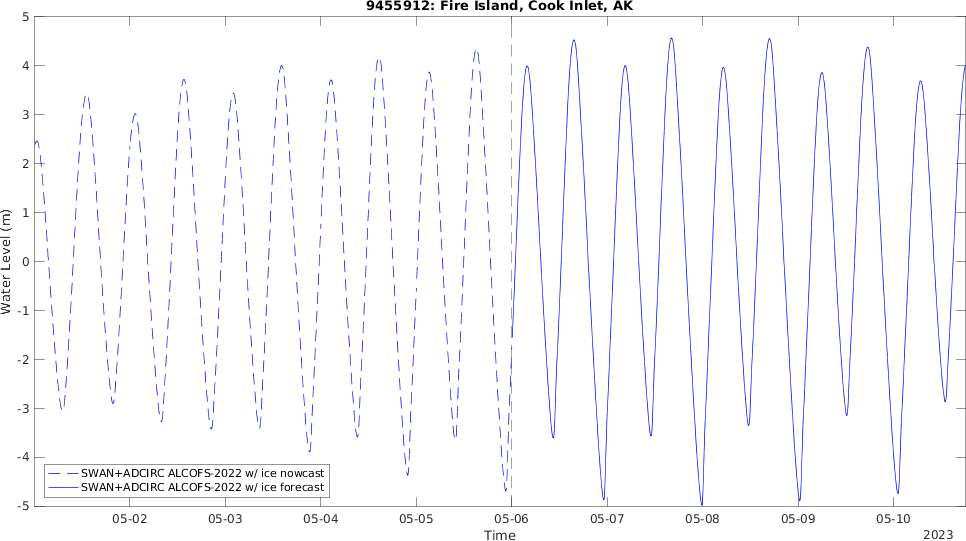 9455912: Fire Island, Cook Inlet, AK
5
4
3
2
1
0
-1
-2
-3
-4
-5
Water Level (m)
SWAN+ADCIRC ALCOFS-2022 w/ ice nowcast
SWAN+ADCIRC ALCOFS-2022 w/ ice forecast
05-02 05-03 05-04 05-05 05-06 05-07 05-08 05-09 05-10
Time
2023